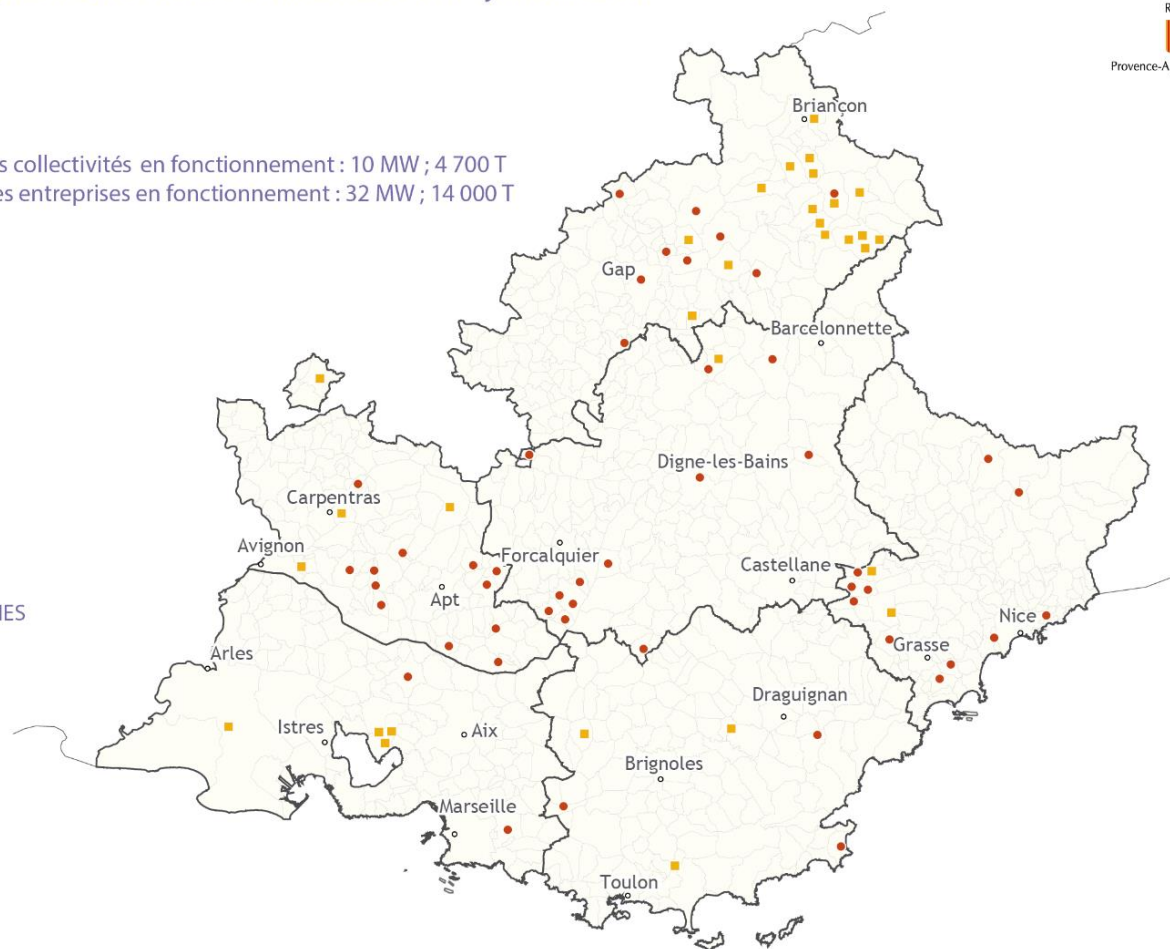 R
Provence-A
s collectivités en fonctionnement : 10 MW ; 4 700 T
es entreprises en fonctionnement : 32 MW ; 14 000 T
Briançon
Gap
Barcelonnette
Digne-les-Bains
Carpentras
Avignon
Forcalquier
Castellane
Apt
IES
Nice
Grasse
Arles
Draguignan
Istres
Aix
Brignoles
Marseille
Toulon